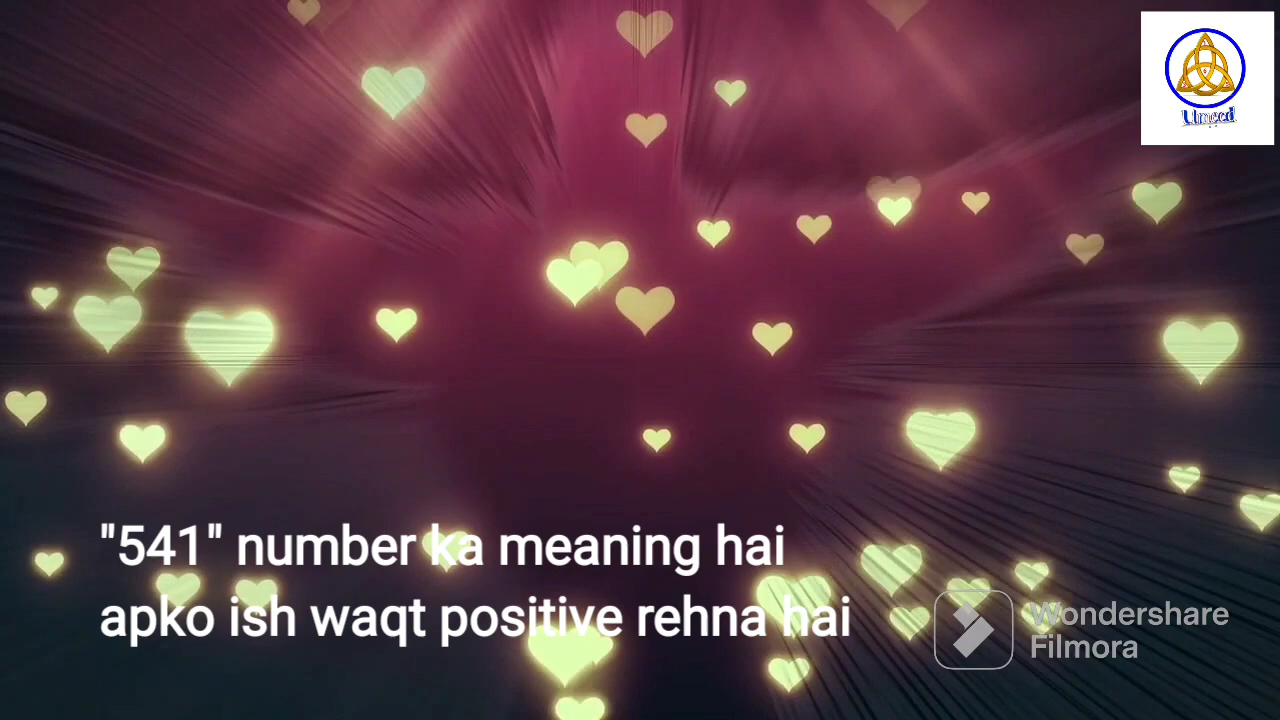 Umeed
"541" number ka meaning hai
apko ish waqt positive rehna hai
Wondershare
Filmora